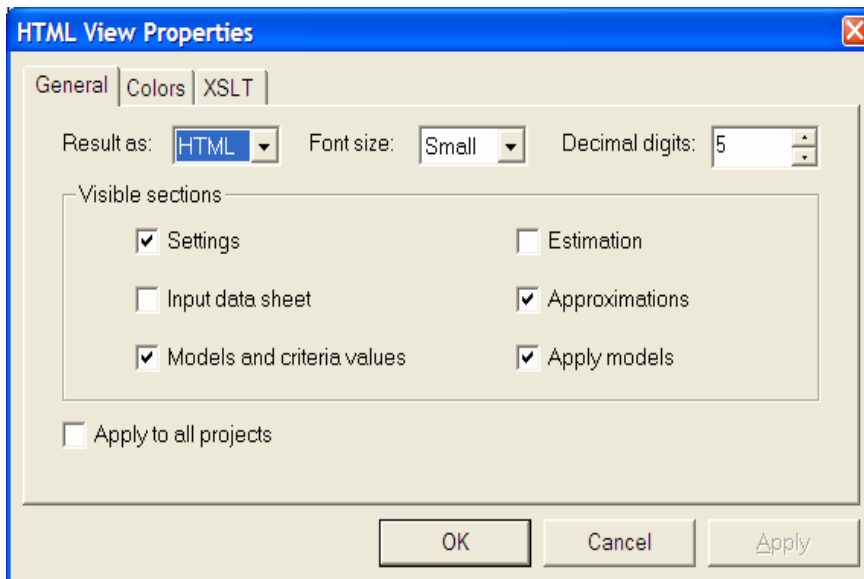 HTML View Properties
General Colors XSLT
Result as: HTML Font size: Small Decimal digits: 5
Visible sections
Settings Estimation
Input data sheet Approximations
Models and criteria values Apply models
Apply to all projects
OK Cancel Apply